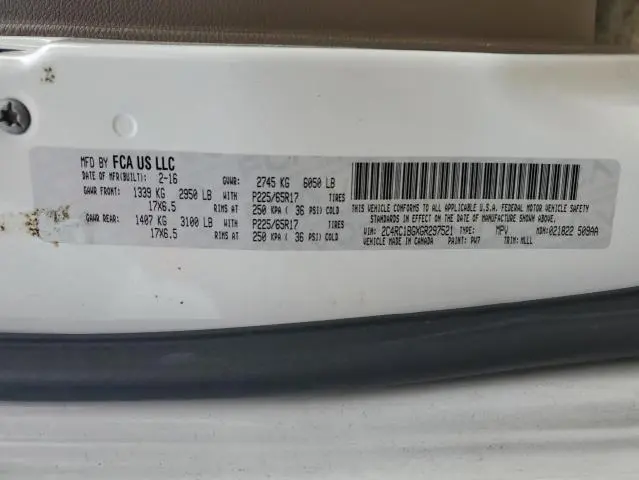 MFD BY FCA US LLC
DATE OF MFR(BUILT): 2-16 GVWR: 2745 KG 6050 LB
GAWR FRONT: 1339 KG 2950 LB WITH P225/65R17 TIRES
17X6.5 RIMS AT 250 KPA ( 36 PSI) COLD
GAWR REAR: 1407 KG 3100 LB WITH P225/65R17 TIRES
17X6.5 RIMS AT 250 KPA ( 36 PSI) COLD
THIS VEHICLE CONFORMS TO ALL APPLICABLE U.S.A. FEDERAL MOTOR VEHICLE SAFETY
STANDARDS IN EFFECT ON THE DATE OF MANUFACTURE SHOWN ABOVE.
VIN: 2C4RC1BGXGR297521 TYPE: MPV MDH:021822 509AA
VEHICLE MADE IN CANADA PAINT: PW7 TRIM: MLLL